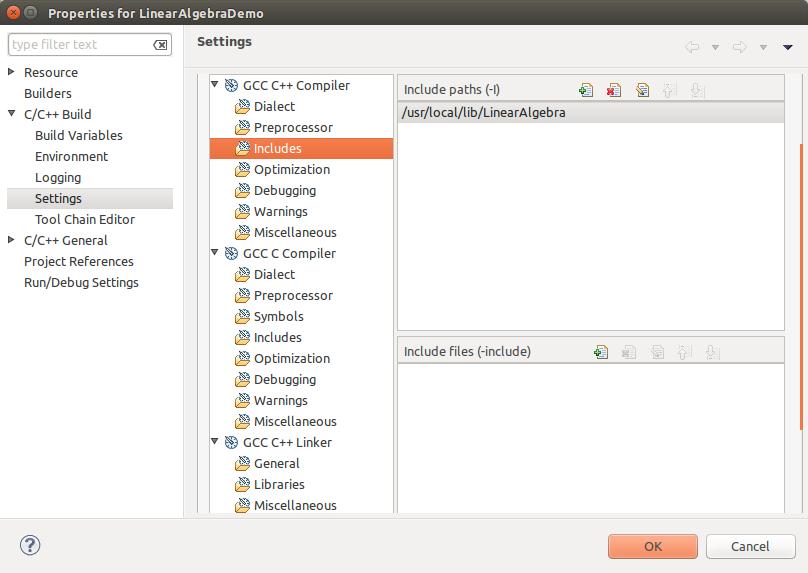 Properties for LinearAlgebraDemo
type filter text
Resource
Builders
C/C++ Build
Build Variables
Environment
Logging
Settings
Tool Chain Editor
C/C++ General
Project References
Run/Debug Settings
Settings
GCC C++ Compiler
Dialect
Preprocessor
Includes
Optimization
Debugging
Warnings
Miscellaneous
GCC C Compiler
Dialect
Preprocessor
Symbols
Includes
Optimization
Debugging
Warnings
Miscellaneous
GCC C++ Linker
General
Libraries
Miscellaneous
Include paths (-I)
/usr/local/lib/LinearAlgebra
Include files (-include)
?
OK
Cancel